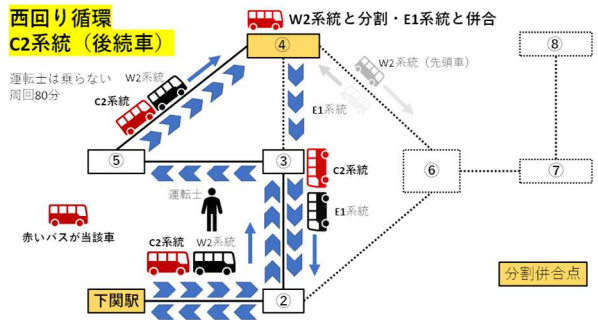 西回り循環
C2系統（後続車）
W2系統と分割・E1系統と併合
運転士は乗らない
周回80分
W2系統
C2系統
④
⑧
W2系統（先頭車）
E1系統
⑤
③
C2系統
⑥
⑦
運転士
E1系統
赤いバスが当該車
C2系統
W2系統
下関駅
②
分割併合点